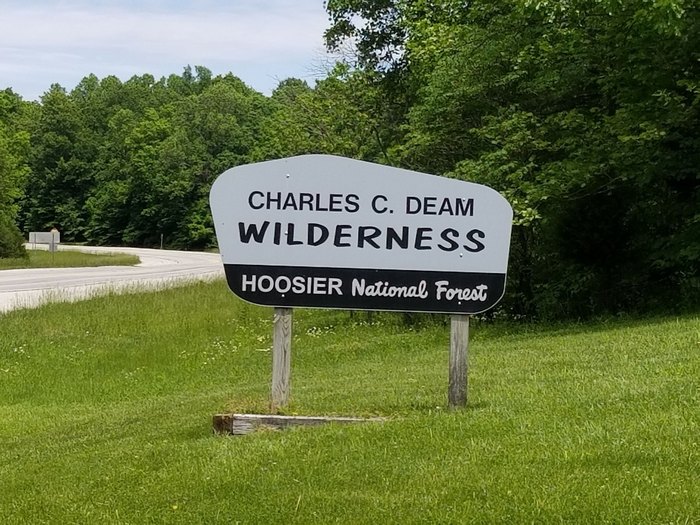 CHARLES C. DEAM
WILDERNESS
HOOSIER National Forest